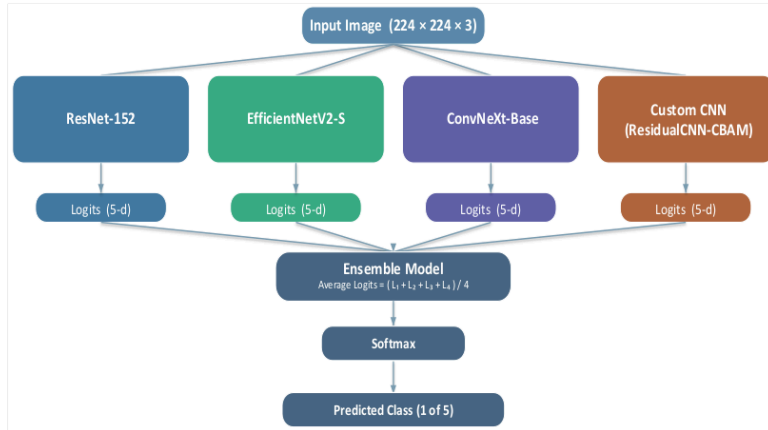 Input Image (224 × 224 × 3)
ResNet-152
EfficientNetV2-S
ConvNeXt-Base
Custom CNN
(ResidualCNN-CBAM)
Logits (5-d)
Logits (5-d)
Logits (5-d)
Logits (5-d)
Ensemble Model
Average Logits = ( L₁ + L₂ + L₃ + L₄ ) / 4
Softmax
Predicted Class (1 of 5)